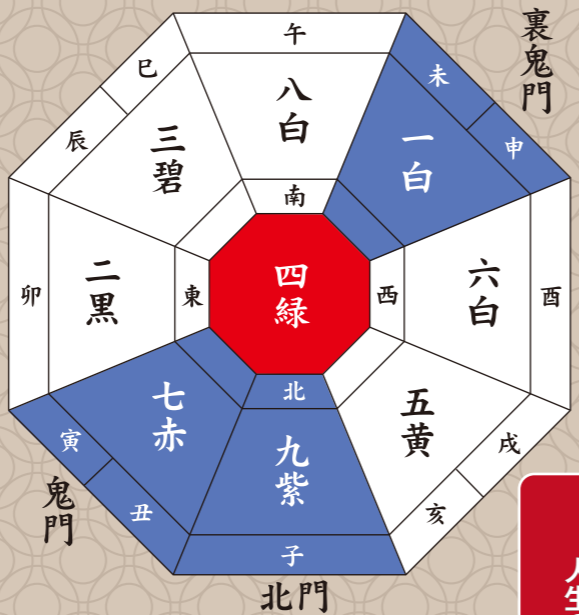 裏鬼門
午
未
申
酉
戌
亥
子
丑
寅
卯
辰
巳
八白
一白
六白
五黄
九紫
七赤
二黒
三碧
南
西
北
東
四緑
鬼門
北門